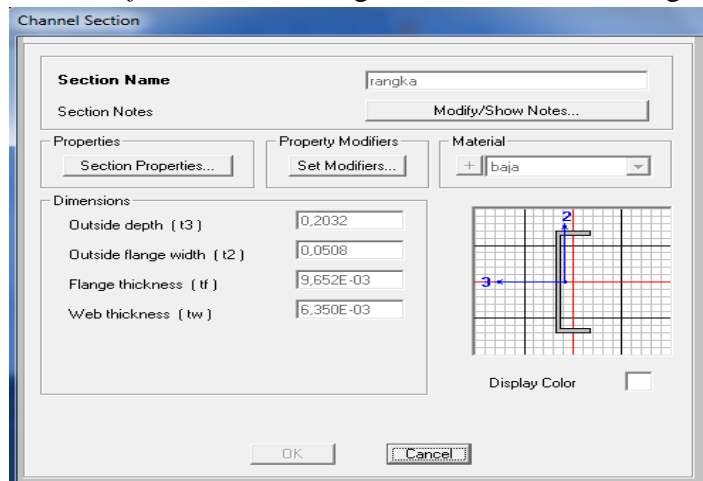 Channel Section
Section Name rangka
Section Notes Modify/Show Notes...
Properties Property Modifiers Material
Section Properties... Set Modifiers... + baja
Dimensions
Outside depth ( t3 ) 0,2032
Outside flange width ( t2 ) 0,0508
Flange thickness ( tf ) 9,652E-03
Web thickness ( tw ) 6,350E-03
2
3
Display Color
OK Cancel